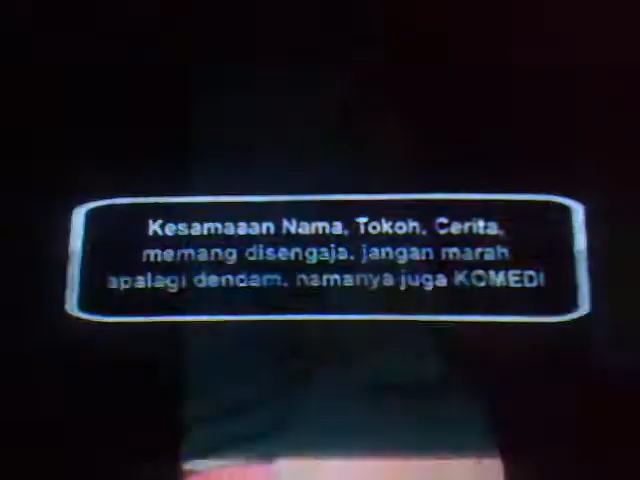 Kesamaaan Nama, Tokoh, Cerita,
memang disengaja, jangan marah
apalagi dendam, namanya juga KOMEDI